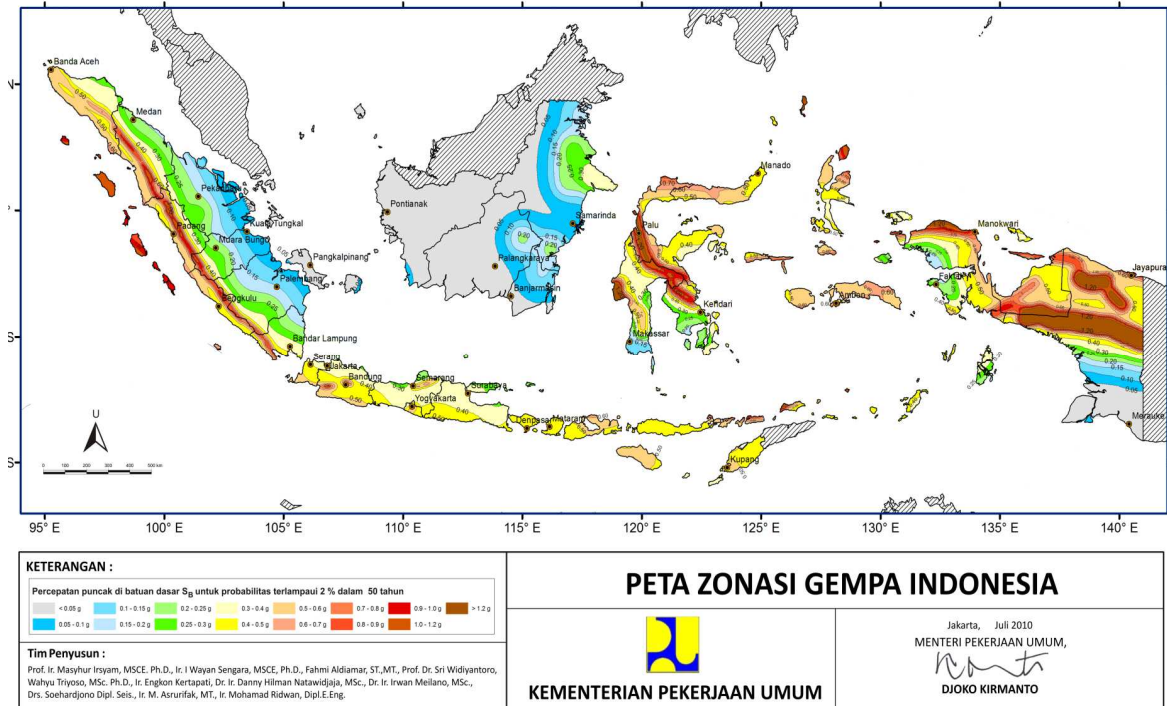 N
S
S
Banda Aceh
Medan
Pekanbaru
Padang
Kuala Tungkal
Muara Bungo
Pangkalpinang
Palembang
Bengkulu
Bandar Lampung
Serang
Jakarta
Bandung
Semarang
Yogyakarta
Surabaya
Denpasar
Mataram
Kupang
Pontianak
Samarinda
Palangkaraya
Banjarmasin
Manado
Palu
Kendari
Makassar
Ambon
Manokwari
Fakfak
Jayapura
Merauke
U
0 100 200 300 400 500 km
95° E 100° E 105° E 110° E 115° E 120° E 125° E 130° E 135° E 140° E
KETERANGAN :
Percepatan puncak di batuan dasar SB untuk probabilitas terlampaui 2 % dalam 50 tahun
< 0.05 g 0.1 - 0.15 g 0.2 - 0.25 g 0.3 - 0.4 g 0.5 - 0.6 g 0.7 - 0.8 g 0.9 - 1.0 g > 1.2 g
0.05 - 0.1 g 0.15 - 0.2 g 0.25 - 0.3 g 0.4 - 0.5 g 0.6 - 0.7 g 0.8 - 0.9 g 1.0 - 1.2 g
Tim Penyusun :
Prof. Ir. Masyhur Irsyam, MSCE. Ph.D., Ir. I Wayan Sengara, MSCE, Ph.D., Fahmi Aldiamar, ST.,MT., Prof. Dr. Sri Widiyantoro,
Wahyu Triyoso, MSc. Ph.D., Ir. Engkon Kertapati, Dr. Ir. Danny Hilman Natawidjaja, MSc., Dr. Ir. Irwan Meilano, MSc.,
Drs. Soehardjono Dipl. Seis., Ir. M. Asrurifak, MT., Ir. Mohamad Ridwan, Dipl.E.Eng.
PETA ZONASI GEMPA INDONESIA
KEMENTERIAN PEKERJAAN UMUM
Jakarta, Juli 2010
MENTERI PEKERJAAN UMUM,
DJOKO KIRMANTO